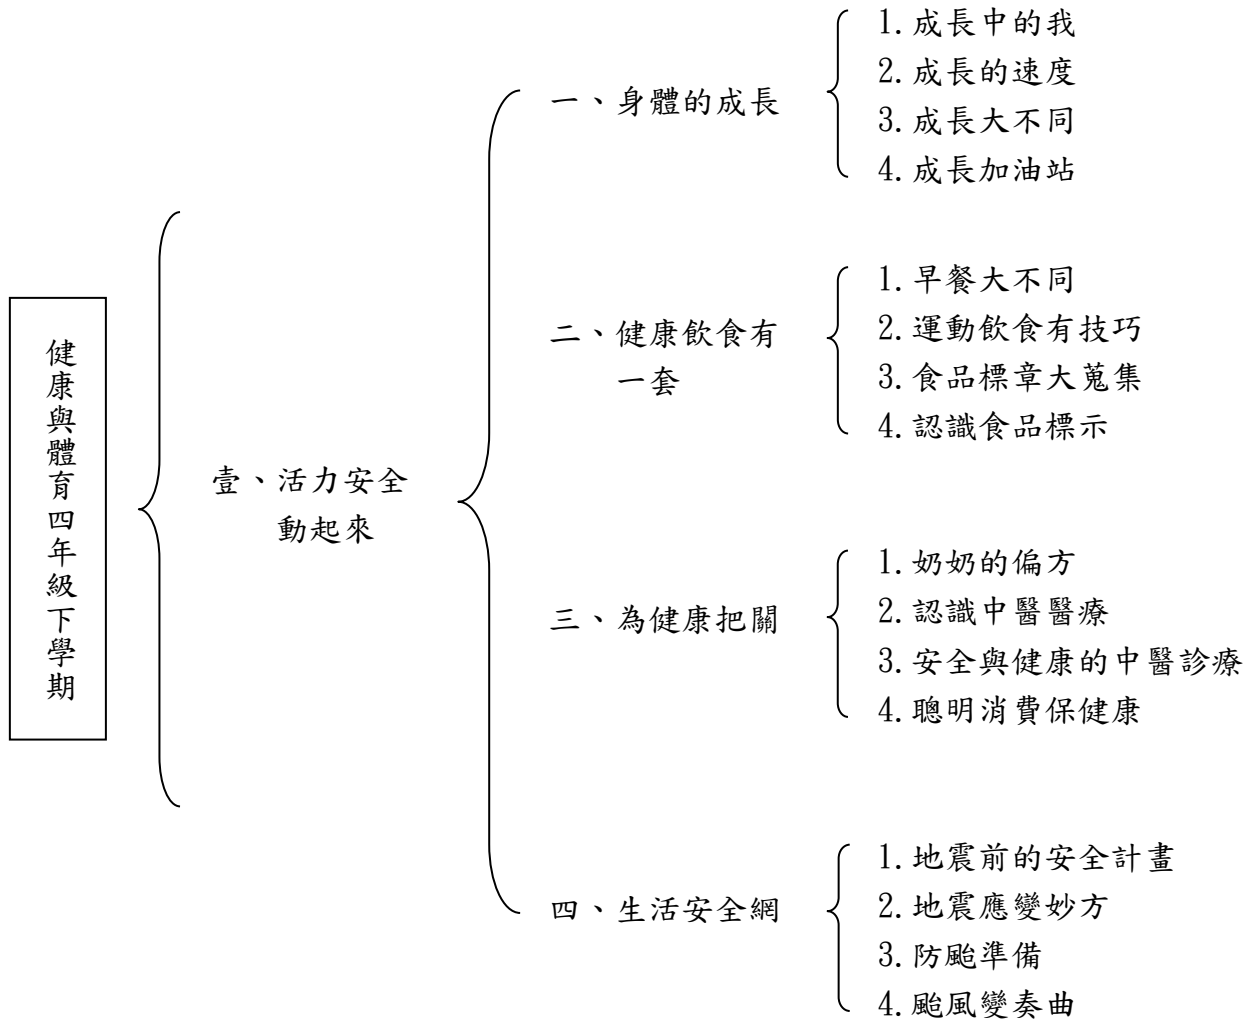 健康與體育四年級下學期
壹、活力安全
動起來
一、身體的成長
1.成長中的我
2.成長的速度
3.成長大不同
4.成長加油站
二、健康飲食有
一套
1.早餐大不同
2.運動飲食有技巧
3.食品標章大蒐集
4.認識食品標示
三、為健康把關
1.奶奶的偏方
2.認識中醫醫療
3.安全與健康的中醫診療
4.聰明消費保健康
四、生活安全網
1.地震前的安全計畫
2.地震應變妙方
3.防颱準備
4.颱風變奏曲